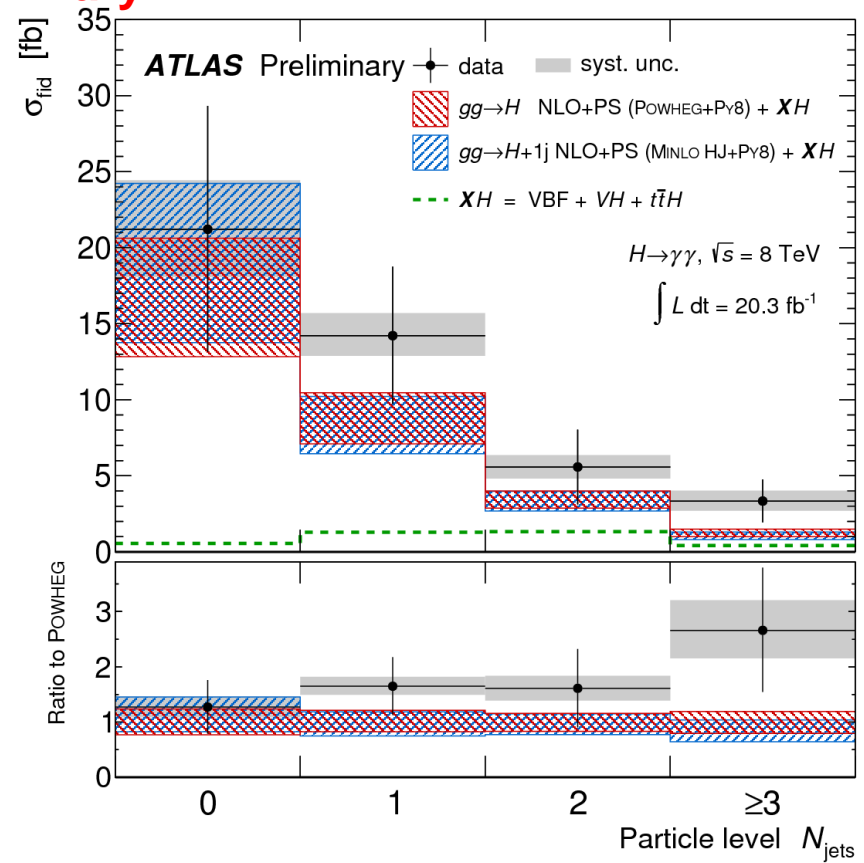 35
σfid [fb]
ATLAS Preliminary
data
syst. unc.
30
gg→H NLO+PS (POWHEG+PY8) + XH
gg→H+1j NLO+PS (MINLO HJ+PY8) + XH
25
XH = VBF + VH + tt̄H
20
H→γγ, √s = 8 TeV
∫ L dt = 20.3 fb⁻¹
15
10
5
0
Ratio to POWHEG
3
2
1
0
0 1 2 ≥3
Particle level Njets